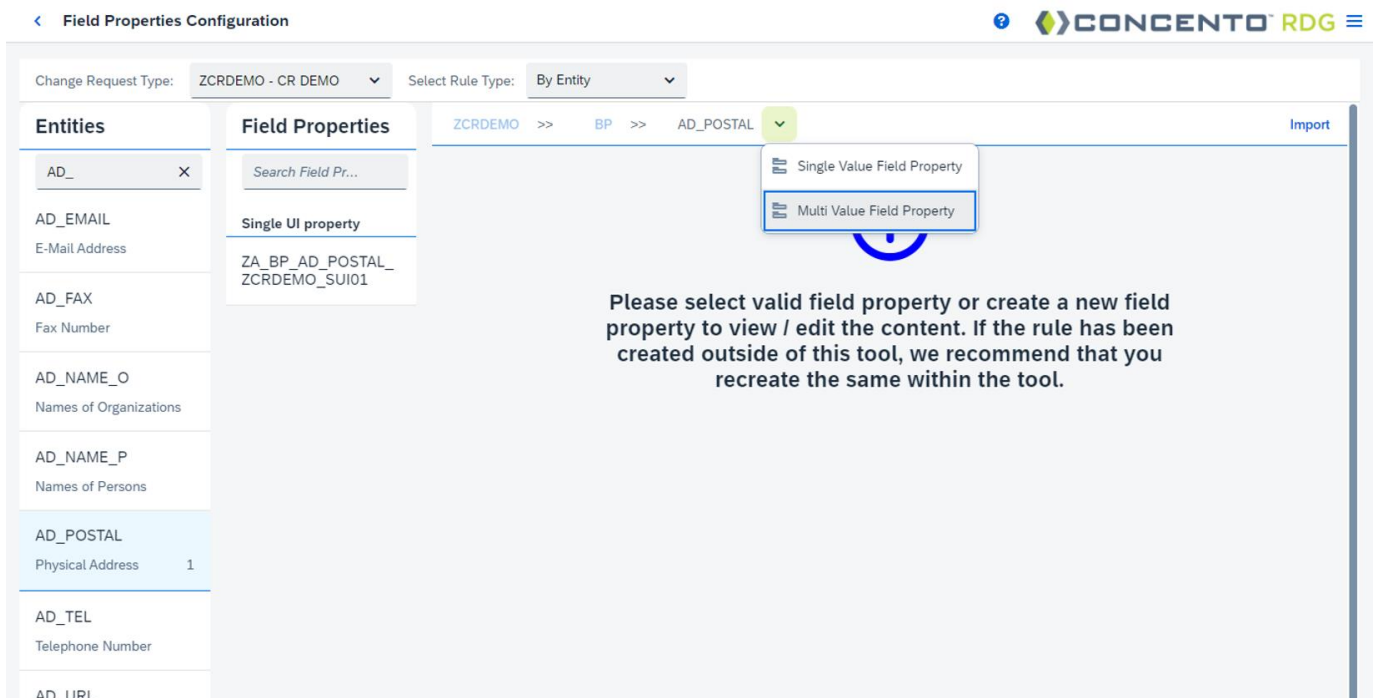 Field Properties Configuration
? CONCENTO™ RDG
Change Request Type: ZCRDEMO - CR DEMO Select Rule Type: By Entity
Entities
AD_
AD_EMAIL
E-Mail Address
AD_FAX
Fax Number
AD_NAME_O
Names of Organizations
AD_NAME_P
Names of Persons
AD_POSTAL
Physical Address 1
AD_TEL
Telephone Number
AD_URL
Field Properties
Search Field Pr...
Single UI property
ZA_BP_AD_POSTAL_
ZCRDEMO_SUI01
ZCRDEMO >> BP >> AD_POSTAL
Import
Single Value Field Property
Multi Value Field Property
Please select valid field property or create a new field
property to view / edit the content. If the rule has been
created outside of this tool, we recommend that you
recreate the same within the tool.